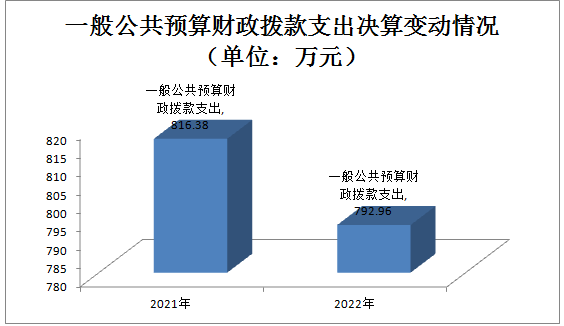 一般公共预算财政拨款支出决算变动情况
（单位：万元）
一般公共预算财
政拨款支出,
816.38
一般公共预算财
政拨款支出,
792.96
820
815
810
805
800
795
790
785
780
2021年
2022年